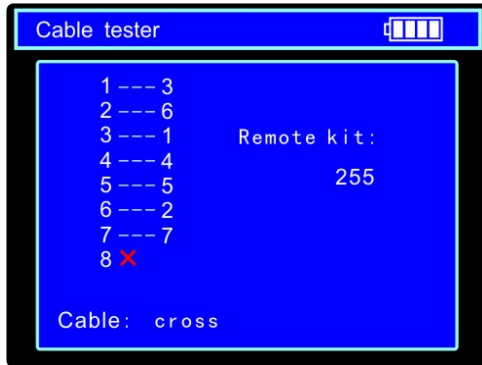 Cable tester
1 --- 3
2 --- 6
3 --- 1
4 --- 4
5 --- 5
6 --- 2
7 --- 7
8 ×
Remote kit:
255
Cable: cross